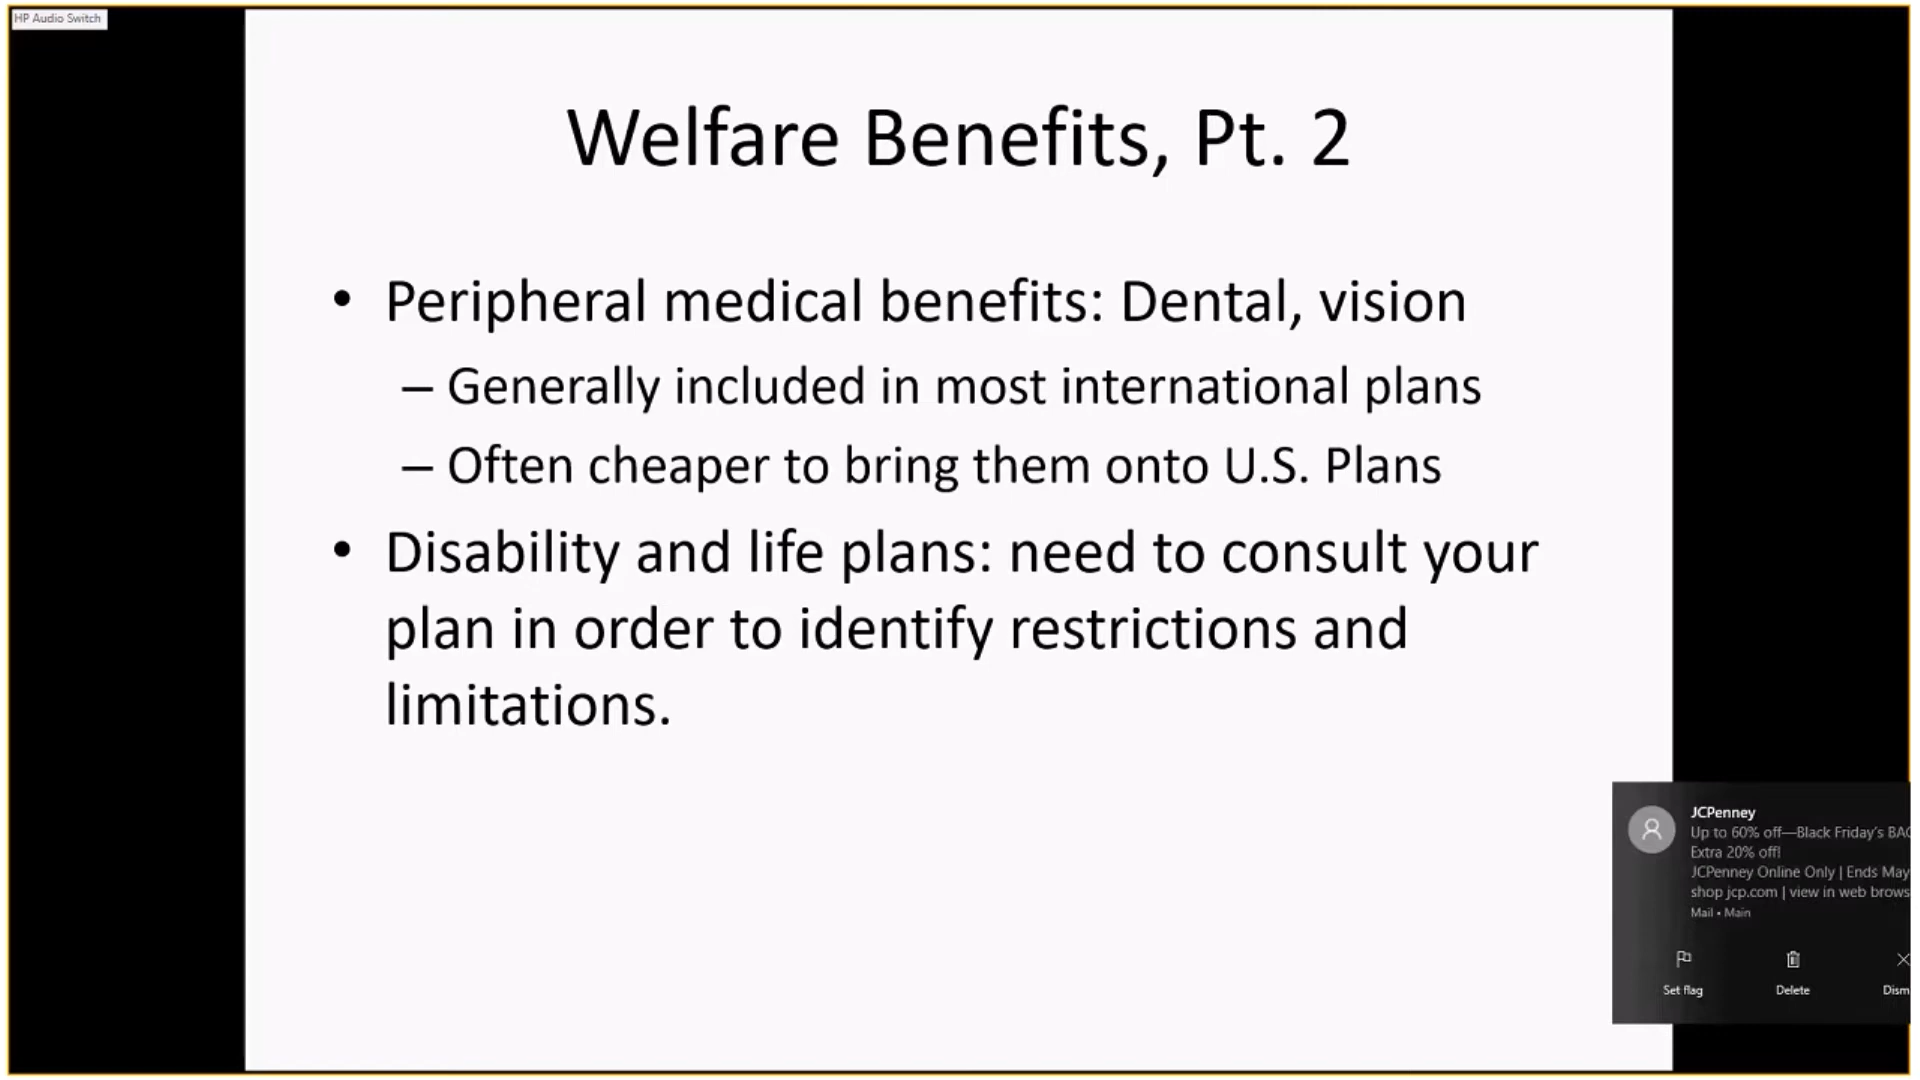 HP Audio Switch
Welfare Benefits, Pt. 2
• Peripheral medical benefits: Dental, vision
– Generally included in most international plans
– Often cheaper to bring them onto U.S. Plans
• Disability and life plans: need to consult your
plan in order to identify restrictions and
limitations.
JCPenney
Up to 60% off—Black Friday's
Extra 20% off!
JCPenney Online Only | Ends May
shop jcp.com | view in web
Mail • Main
Set flag Delete